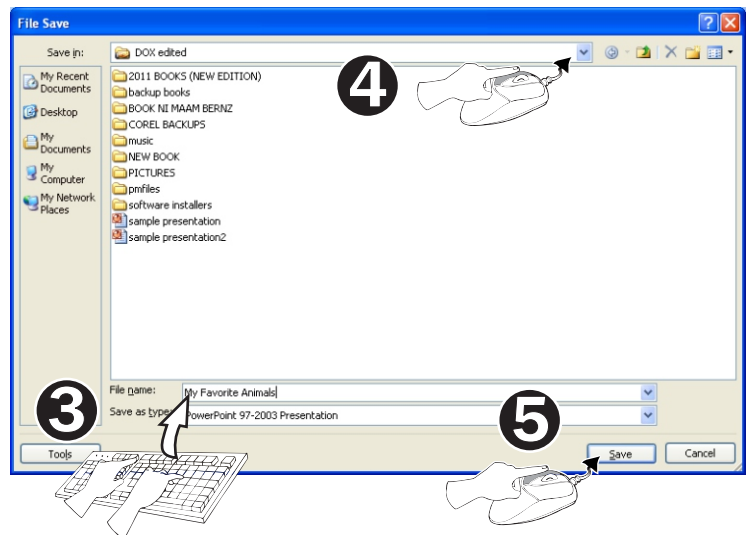 File Save
Save in:
DOX edited
4
My Recent
Documents
Desktop
My
Documents
My
Computer
My Network
Places
2011 BOOKS (NEW EDITION)
backup books
BOOK NI MAAM BERNZ
COREL BACKUPS
music
NEW BOOK
PICTURES
pmfiles
software installers
sample presentation
sample presentation2
3
File name:
My Favorite Animals
Save as type:
PowerPoint 97-2003 Presentation
5
Tools
Save
Cancel